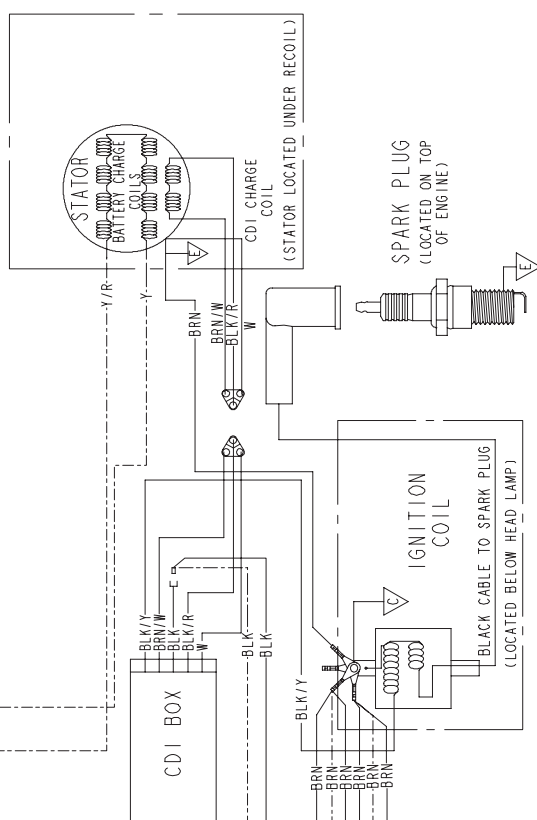 STATOR
BATTERY CHARGE
COILS
CDI CHARGE
COIL
(STATOR LOCATED UNDER RECOIL)
E
Y/R
Y
BRN
BRN/W
BLK/R
W
SPARK PLUG
(LOCATED ON TOP
OF ENGINE)
E
IGNITION
COIL
BLACK CABLE TO SPARK PLUG
(LOCATED BELOW HEAD LAMP)
C
BLK/Y
BRN/W
BLK
BLK/R
W
CDI BOX
BLK
BLK
BLK/Y
BRN
BRN
BRN
BRN
BRN
BRN